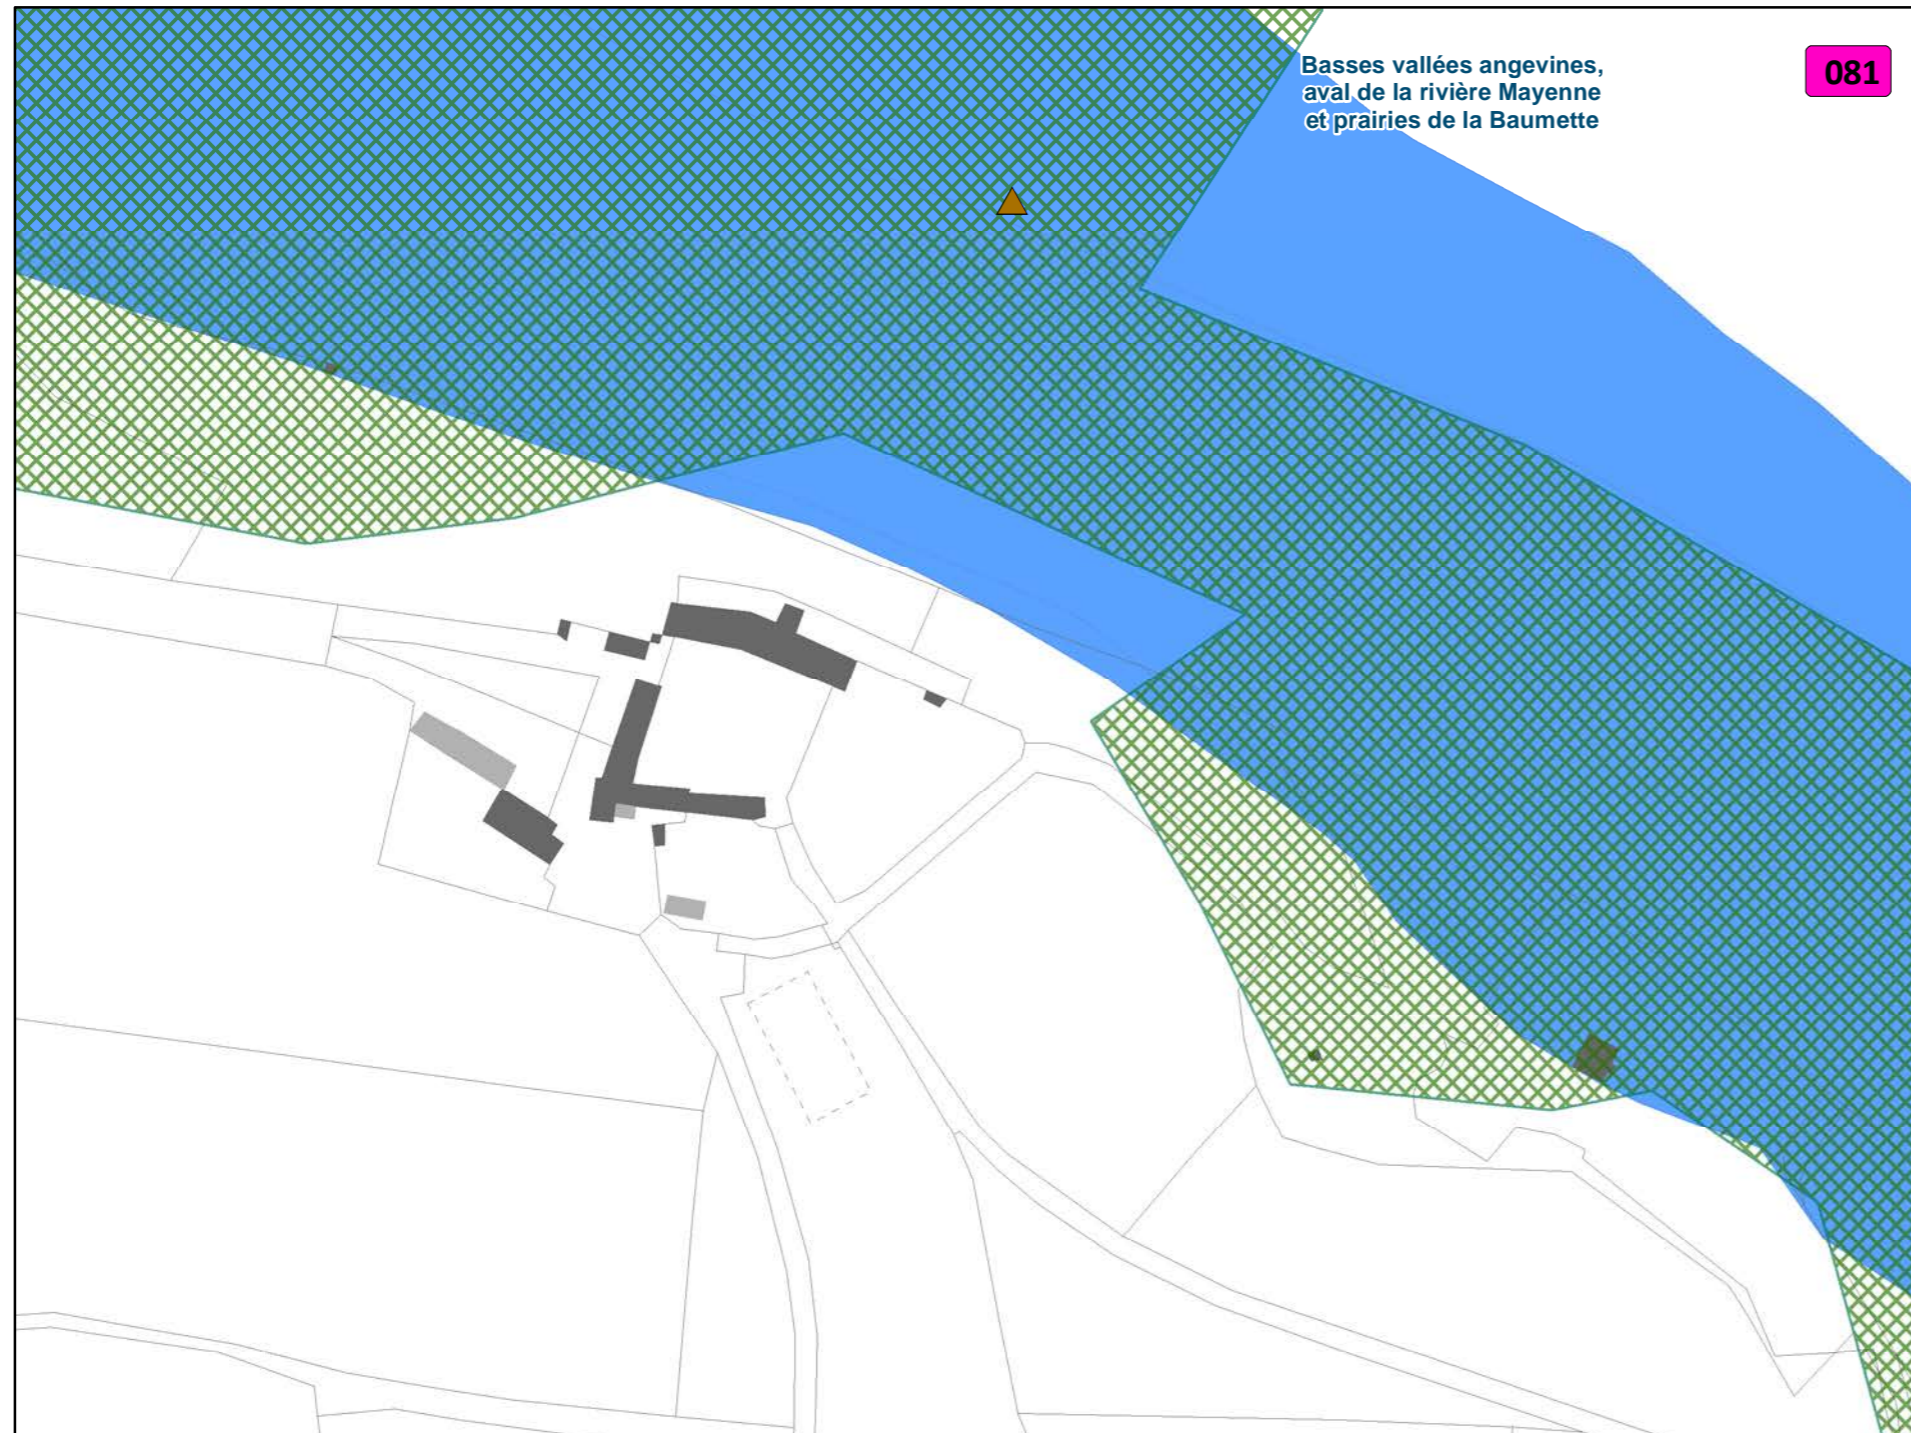 Basses vallées angevines,
aval de la rivière Mayenne
et prairies de la Baumette
081